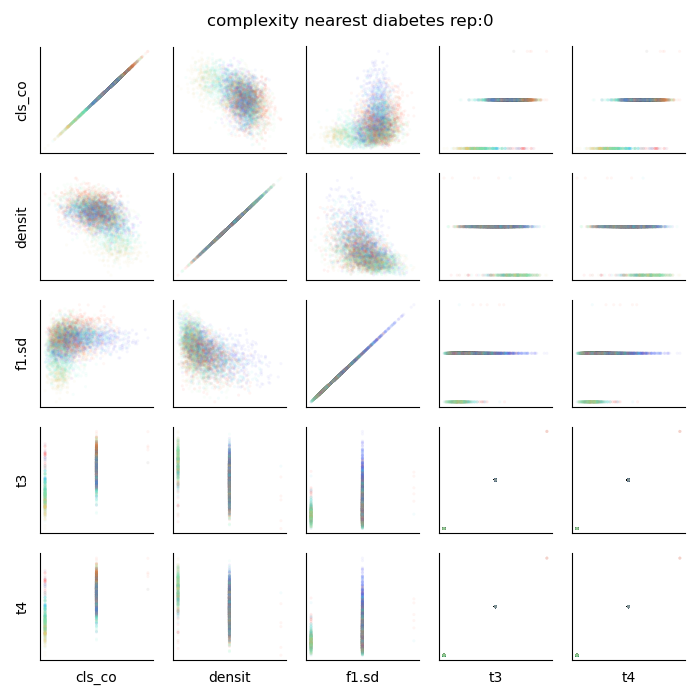 complexity nearest diabetes rep:0
cls_co
densit
f1.sd
t3
t4
cls_co
densit
f1.sd
t3
t4